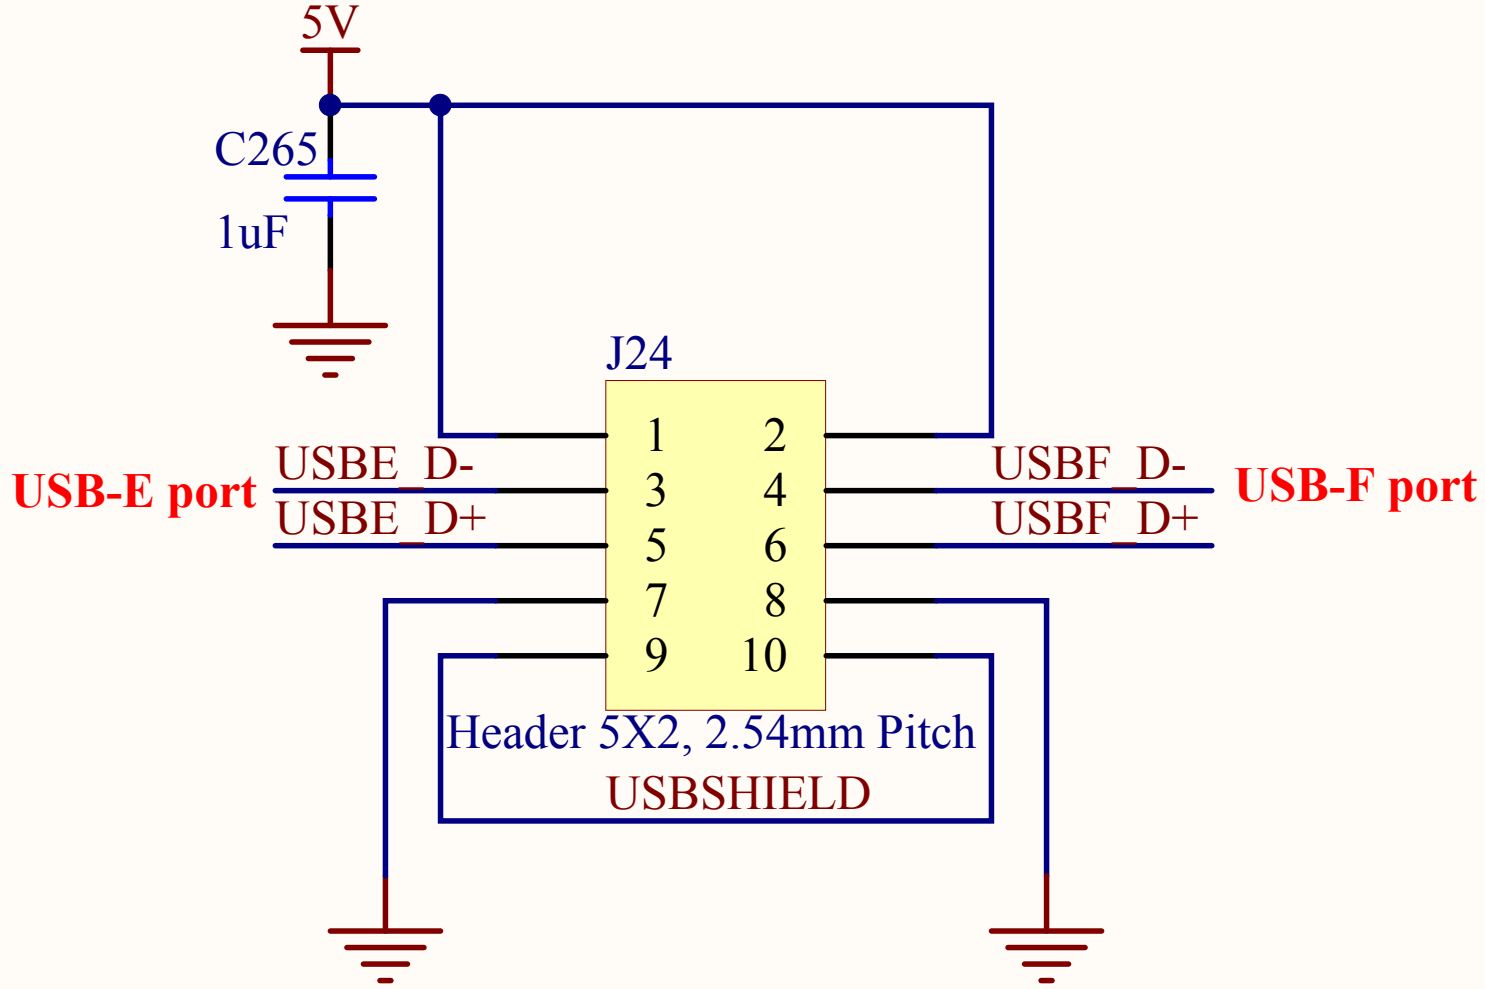 5V
C265
1uF
J24
1 2
USBE_D- 3 4 USBF_D-
USB-E port USB-F port
USBE_D+ 5 6 USBF_D+
7 8
9 10
Header 5X2, 2.54mm Pitch
USBSHIELD